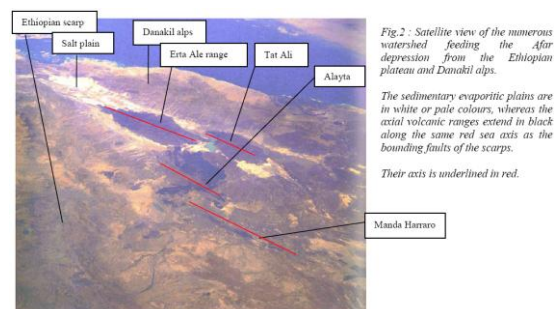 Ethiopian scarp
Salt plain
Danakil alps
Erta Ale range
Tat Ali
Alayta
Manda Harraro
Fig.2 : Satellite view of the numerous
watershed feeding the Afar
depression from the Ethiopian
plateau and Danakil alps.
The sedimentary evaporitic plains are
in white or pale colours, whereas the
axial volcanic ranges extend in black
along the same red sea axis as the
bounding faults of the scarps.
Their axis is underlined in red.